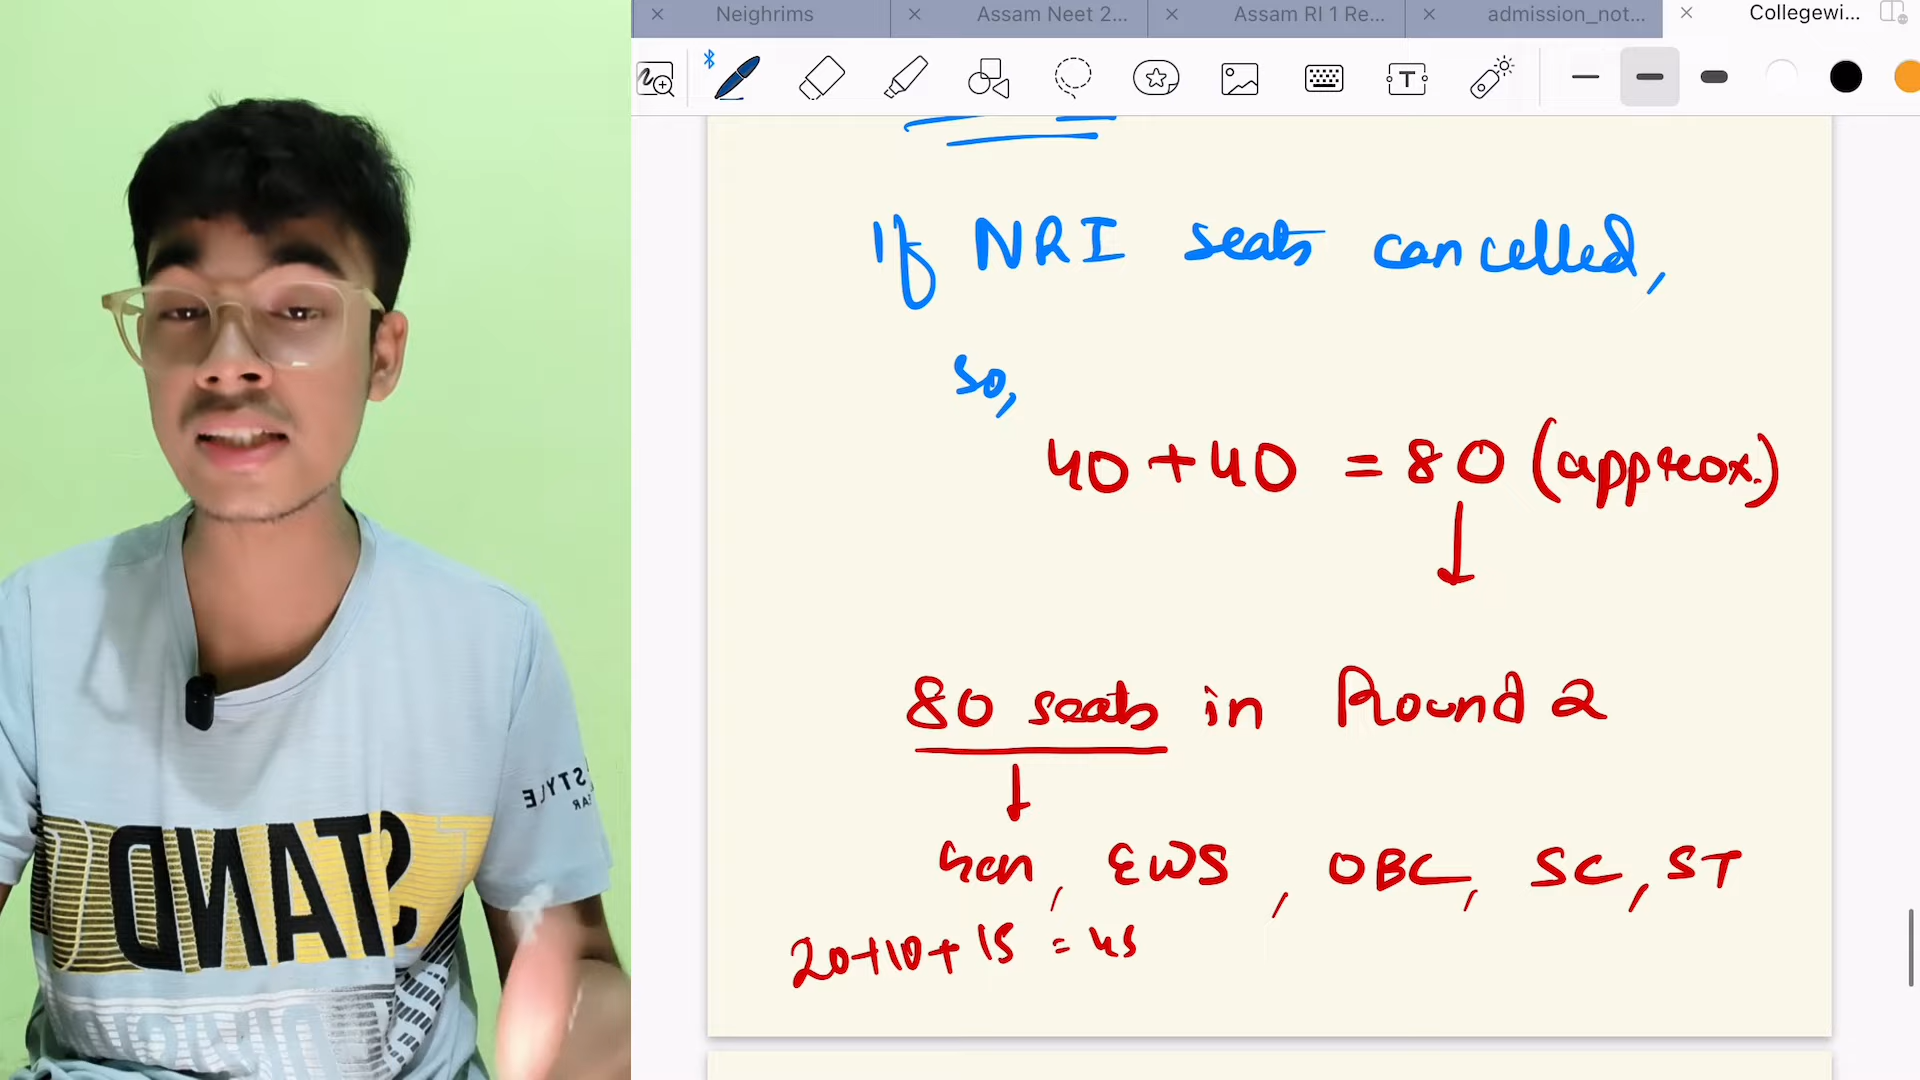 Neighrims
Assam Neet 2...
Assam RI 1 Re...
admission_not...
Collegewi...
T
If NRI seats cancelled,
so,
40 + 40 = 80 (approx.)
80 seats in Round 2
Gen, EWS, OBC, SC, ST
20+10+15 = 45
STYLE
STAND